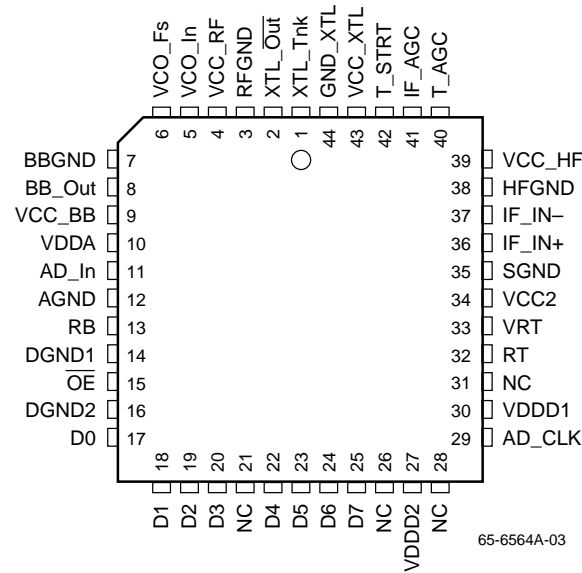 VCO_Fs
VCO_In
VCC_RF
RFGND
XTL_Out
XTL_Tnk
GND_XTL
VCC_XTL
T_STRT
IF_AGC
T_AGC
6 5 4 3 2 1 44 43 42 41 40
BBGND 7
BB_Out 8
VCC_BB 9
VDDA 10
AD_In 11
AGND 12
RB 13
DGND1 14
OE 15
DGND2 16
D0 17
39 VCC_HF
38 HFGND
37 IF_IN–
36 IF_IN+
35 SGND
34 VCC2
33 VRT
32 RT
31 NC
30 VDDD1
29 AD_CLK
18 19 20 21 22 23 24 25 26 27 28
D1
D2
D3
NC
D4
D5
D6
D7
NC
VDDD2
NC
65-6564A-03